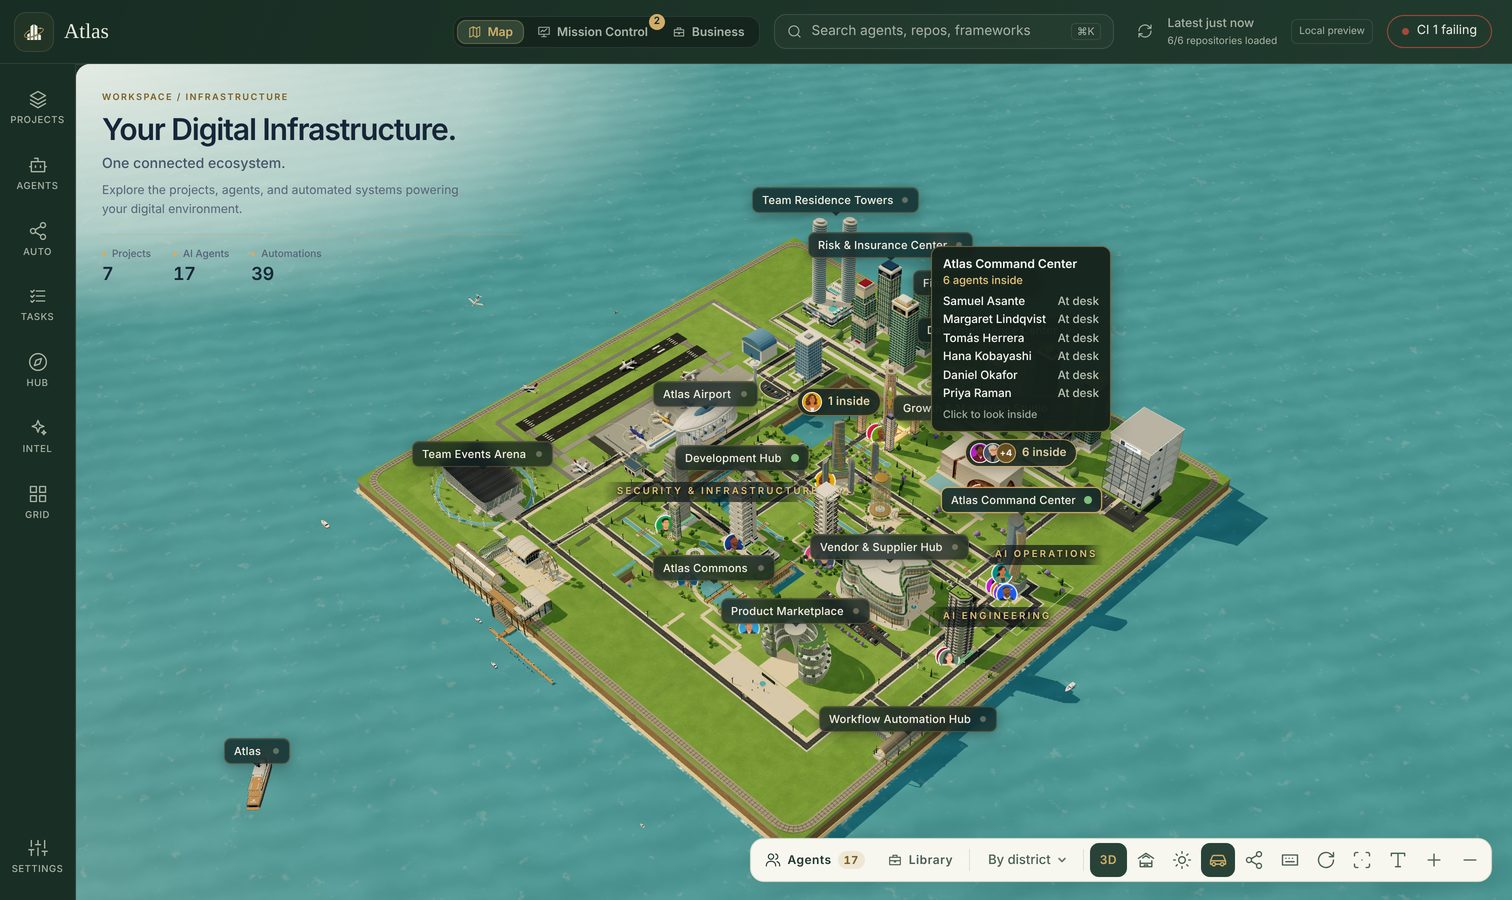 Atlas
Map
Mission Control
2
Business
Search agents, repos, frameworks
⌘K
Latest just now
6/6 repositories loaded
Local preview
CI 1 failing
PROJECTS
AGENTS
AUTO
TASKS
HUB
INTEL
GRID
SETTINGS
WORKSPACE / INFRASTRUCTURE
Your Digital Infrastructure.
One connected ecosystem.
Explore the projects, agents, and automated systems powering
your digital environment.
Projects
7
AI Agents
17
Automations
39
Team Residence Towers
Risk & Insurance Center
Atlas Command Center
6 agents inside
Samuel Asante At desk
Margaret Lindqvist At desk
Tomás Herrera At desk
Hana Kobayashi At desk
Daniel Okafor At desk
Priya Raman At desk
Click to look inside
Atlas Airport
1 inside
Grow
Team Events Arena
Development Hub
+4
6 inside
SECURITY & INFRASTRUCTURE
Atlas Command Center
Vendor & Supplier Hub
AI OPERATIONS
Atlas Commons
Product Marketplace
AI ENGINEERING
Workflow Automation Hub
Atlas
Agents 17
Library
By district
3D